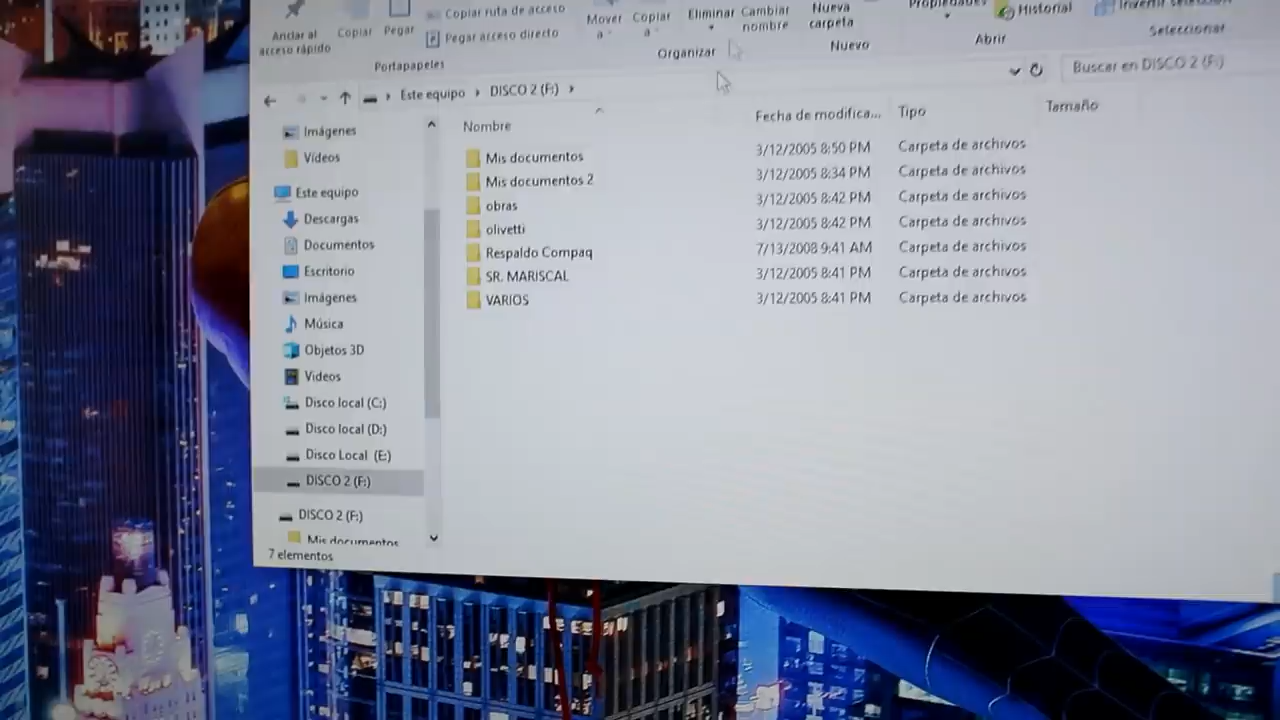 Copiar ruta de acceso
Pegar acceso directo
Anclar al
acceso rápido
Copiar
Pegar
Portapapeles
Mover
a
Copiar
a
Eliminar
Cambiar
nombre
Organizar
Nueva
carpeta
Nuevo
Propiedades
Historial
Abrir
Invertir selección
Seleccionar
Este equipo
DISCO 2 (F:)
Buscar en DISCO 2 (F:)
Imágenes
Vídeos
Este equipo
Descargas
Documentos
Escritorio
Imágenes
Música
Objetos 3D
Videos
Disco local (C:)
Disco local (D:)
Disco Local (E:)
DISCO 2 (F:)
DISCO 2 (F:)
Mis documentos
7 elementos
Nombre Fecha de modifica... Tipo Tamaño
Mis documentos 3/12/2005 8:50 PM Carpeta de archivos
Mis documentos 2 3/12/2005 8:34 PM Carpeta de archivos
obras 3/12/2005 8:42 PM Carpeta de archivos
olivetti 3/12/2005 8:42 PM Carpeta de archivos
Respaldo Compaq 7/13/2008 9:41 AM Carpeta de archivos
SR. MARISCAL 3/12/2005 8:41 PM Carpeta de archivos
VARIOS 3/12/2005 8:41 PM Carpeta de archivos